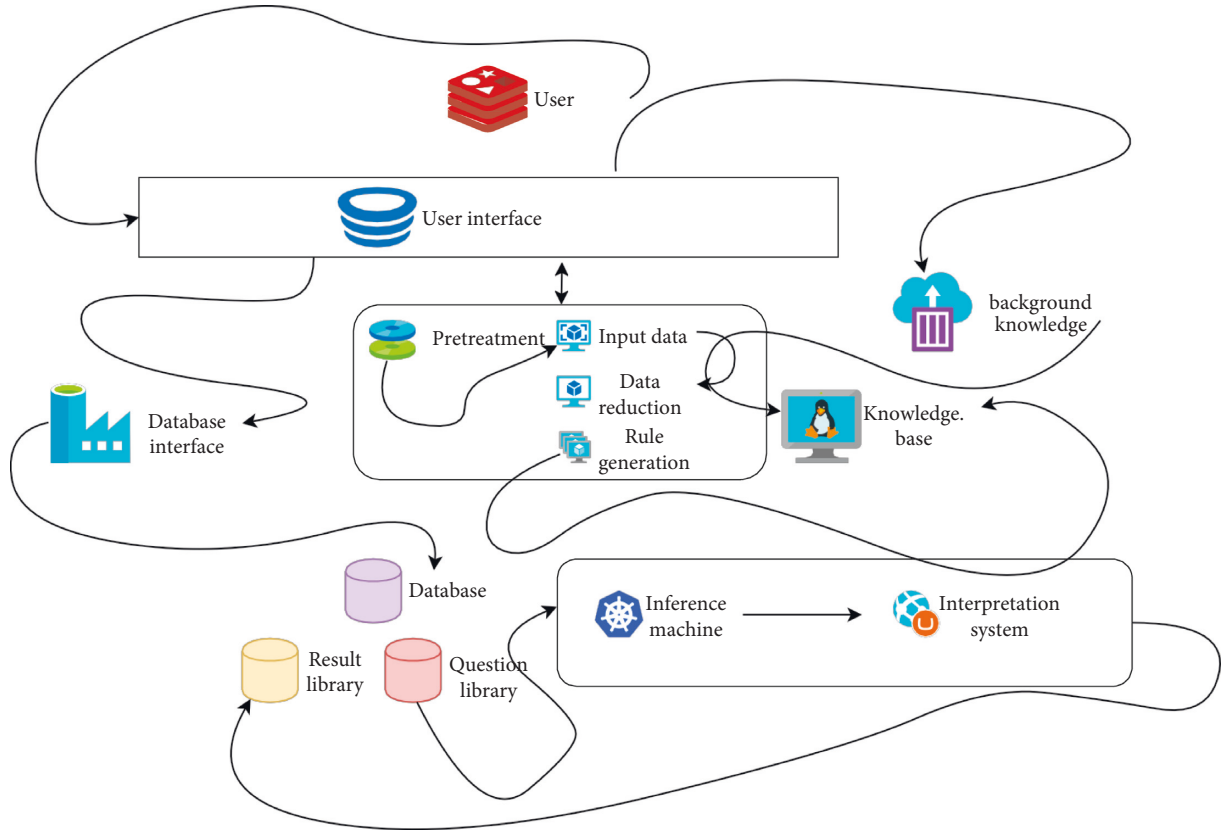 User
User interface
background
knowledge
Pretreatment
Input data
Data
reduction
Rule
generation
Knowledge.
base
Database
interface
Database
Result
library
Question
library
Inference
machine
Interpretation
system